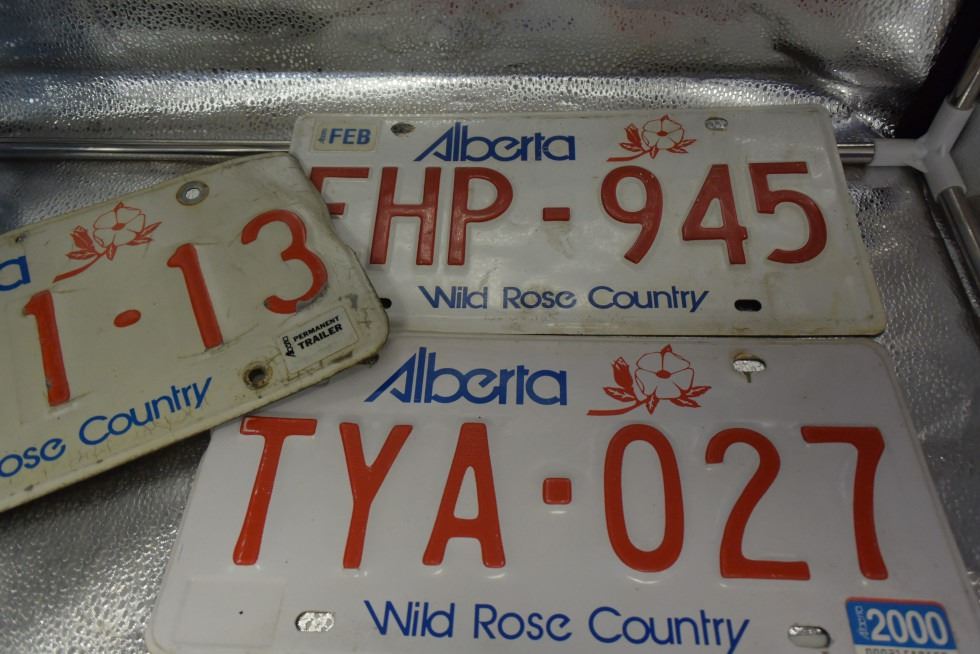 FEB
Alberta
FHP-945
Wild Rose Country
a
1·13
PERMANENT
TRAILER
ose Country
Alberta
TYA·027
Wild Rose Country
Alberta 2000